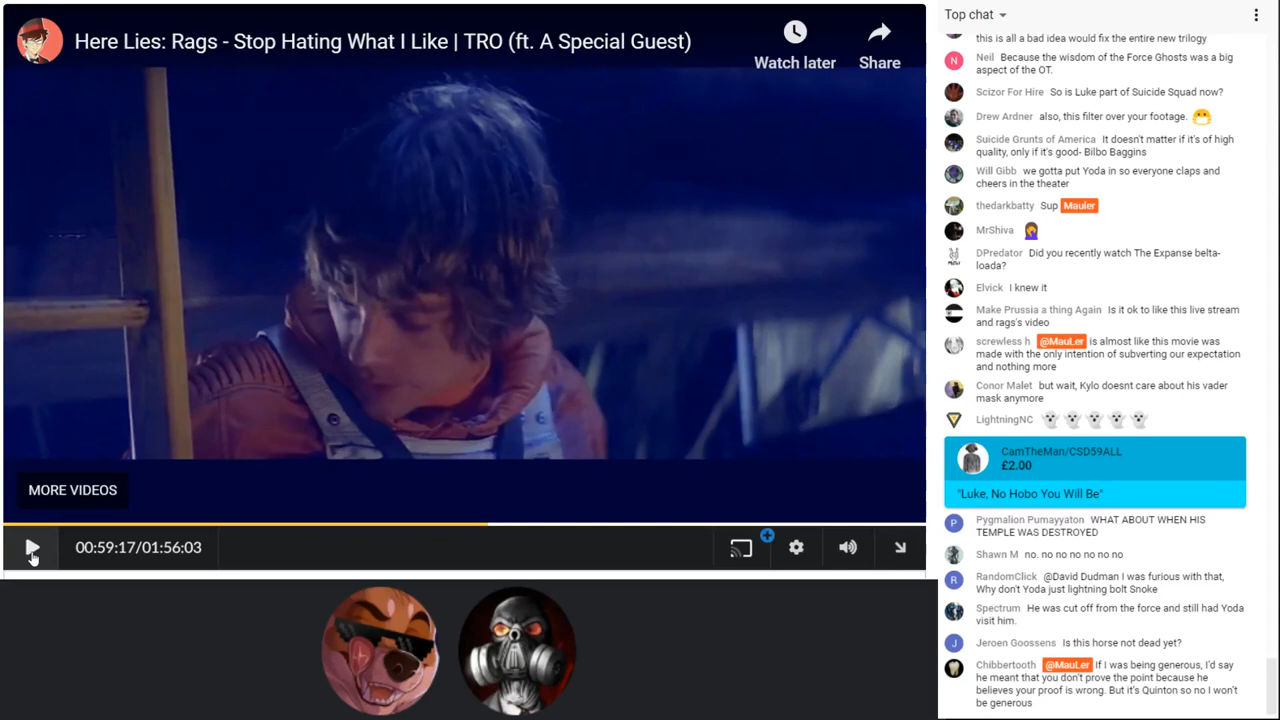 Here Lies: Rags - Stop Hating What I Like | TRO (ft. A Special Guest)
Watch later
Share
MORE VIDEOS
00:59:17/01:56:03
Top chat
this is all a bad idea would fix the entire new trilogy
N
Neil Because the wisdom of the Force Ghosts was a big
aspect of the OT.
Scizor For Hire So is Luke part of Suicide Squad now?
Drew Ardner also, this filter over your footage.
Suicide Grunts of America It doesn't matter if it's of high
quality, only if it's good- Bilbo Baggins
Will Gibb we gotta put Yoda in so everyone claps and
cheers in the theater
thedarkbatty Sup Mauler
MrShiva
DPredator Did you recently watch The Expanse belta-
loada?
Elvick I knew it
Make Prussia a thing Again Is it ok to like this live stream
and rags's video
screwless h @MauLer is almost like this movie was
made with the only intention of subverting our expectation
and nothing more
Conor Malet but wait, Kylo doesnt care about his vader
mask anymore
LightningNC
CamTheMan/CSD59ALL
£2.00
"Luke, No Hobo You Will Be"
P
Pygmalion Pumayyaton WHAT ABOUT WHEN HIS
TEMPLE WAS DESTROYED
Shawn M no. no no no no no no
R
RandomClick @David Dudman I was furious with that,
Why don't Yoda just lightning bolt Snoke
Spectrum He was cut off from the force and still had Yoda
visit him.
J
Jeroen Goossens Is this horse not dead yet?
Chibbertooth @MauLer If I was being generous, I'd say
he meant that you don't prove the point because he
believes your proof is wrong. But it's Quinton so no I won't
be generous